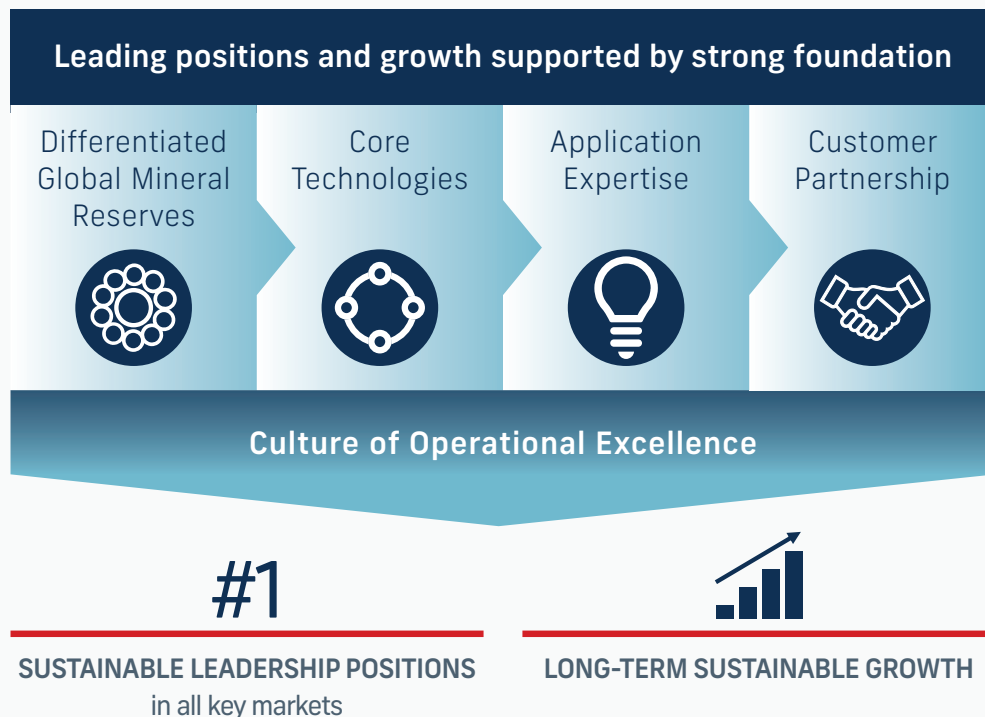 Leading positions and growth supported by strong foundation
Differentiated
Global Mineral
Reserves
Core
Technologies
Application
Expertise
Customer
Partnership
Culture of Operational Excellence
#1
SUSTAINABLE LEADERSHIP POSITIONS
in all key markets
LONG-TERM SUSTAINABLE GROWTH